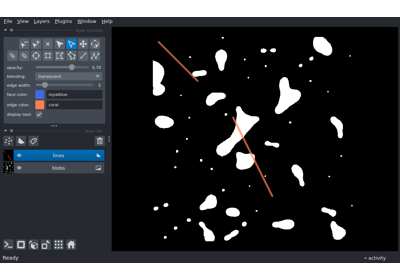 File View Layers Plugins Window Help
opacity: 0.70
blending: translucent
edge width: 5
face color: royalblue
edge color: coral
display text: ✓
lines
blobs
Ready
activity